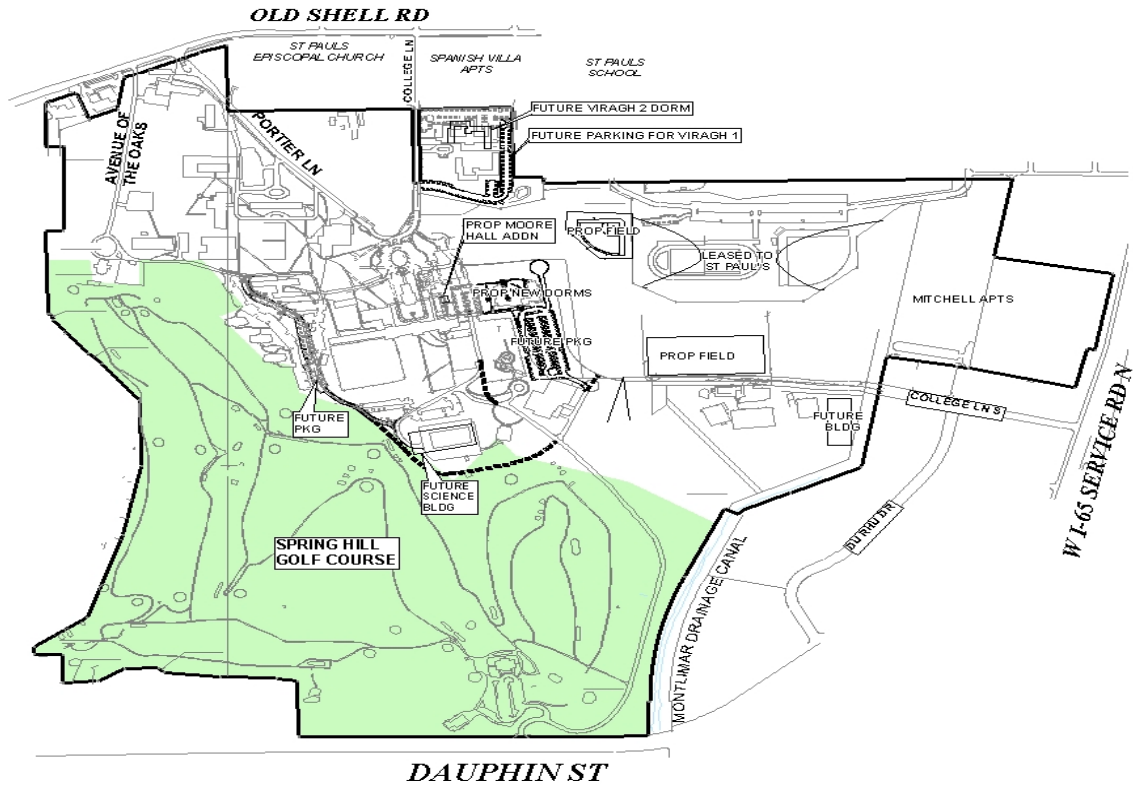 OLD SHELL RD
ST PAULS
EPISCOPAL CHURCH
COLLEGE LN
SPANISH VILLA
APTS
ST PAULS
SCHOOL
FUTURE VIRAGH 2 DORM
FUTURE PARKING FOR VIRAGH 1
AVENUE OF
THE OAKS
PORTIER LN
PROP MOORE
HALL ADDN
PROP FIELD
LEASED TO
ST PAUL'S
PROP NEW DORMS
MITCHELL APTS
FUTURE PKG
PROP FIELD
COLLEGE LN S
FUTURE
PKG
FUTURE
BLDG
FUTURE
SCIENCE
BLDG
W I-65 SERVICE RD N
DU RHU DR
SPRING HILL
GOLF COURSE
MONTLIMAR DRAINAGE CANAL
DAUPHIN ST